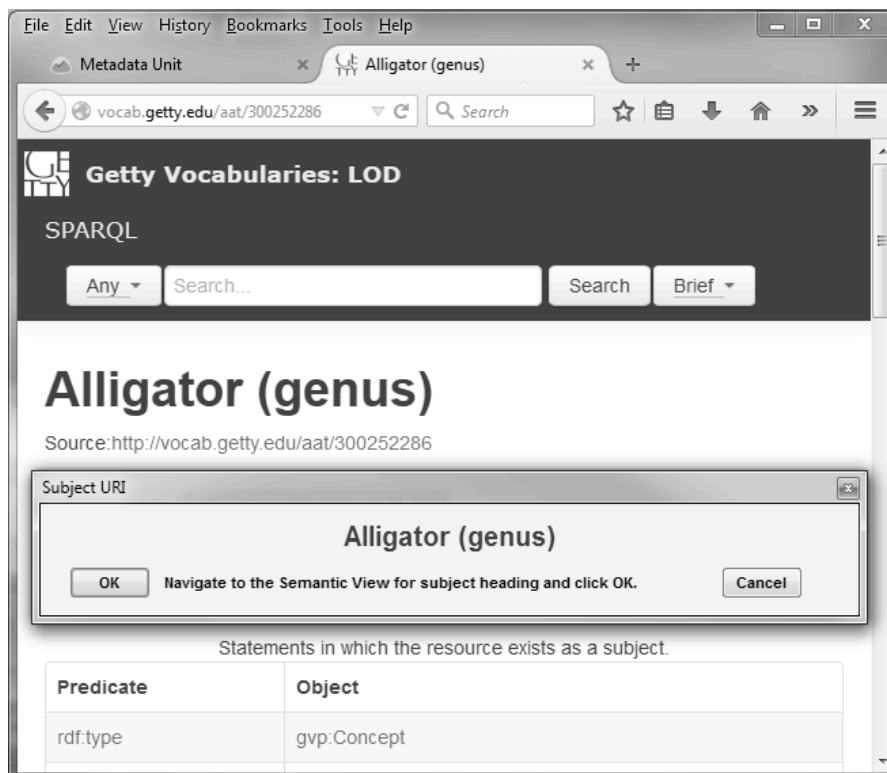 File Edit View History Bookmarks Tools Help
Metadata Unit × Alligator (genus) × +
vocab.getty.edu/aat/300252286 Search
Getty Vocabularies: LOD
SPARQL
Any Search... Search Brief
Alligator (genus)
Source:http://vocab.getty.edu/aat/300252286
Subject URI
Alligator (genus)
OK Navigate to the Semantic View for subject heading and click OK. Cancel
Statements in which the resource exists as a subject.
Predicate Object
rdf:type gvp:Concept